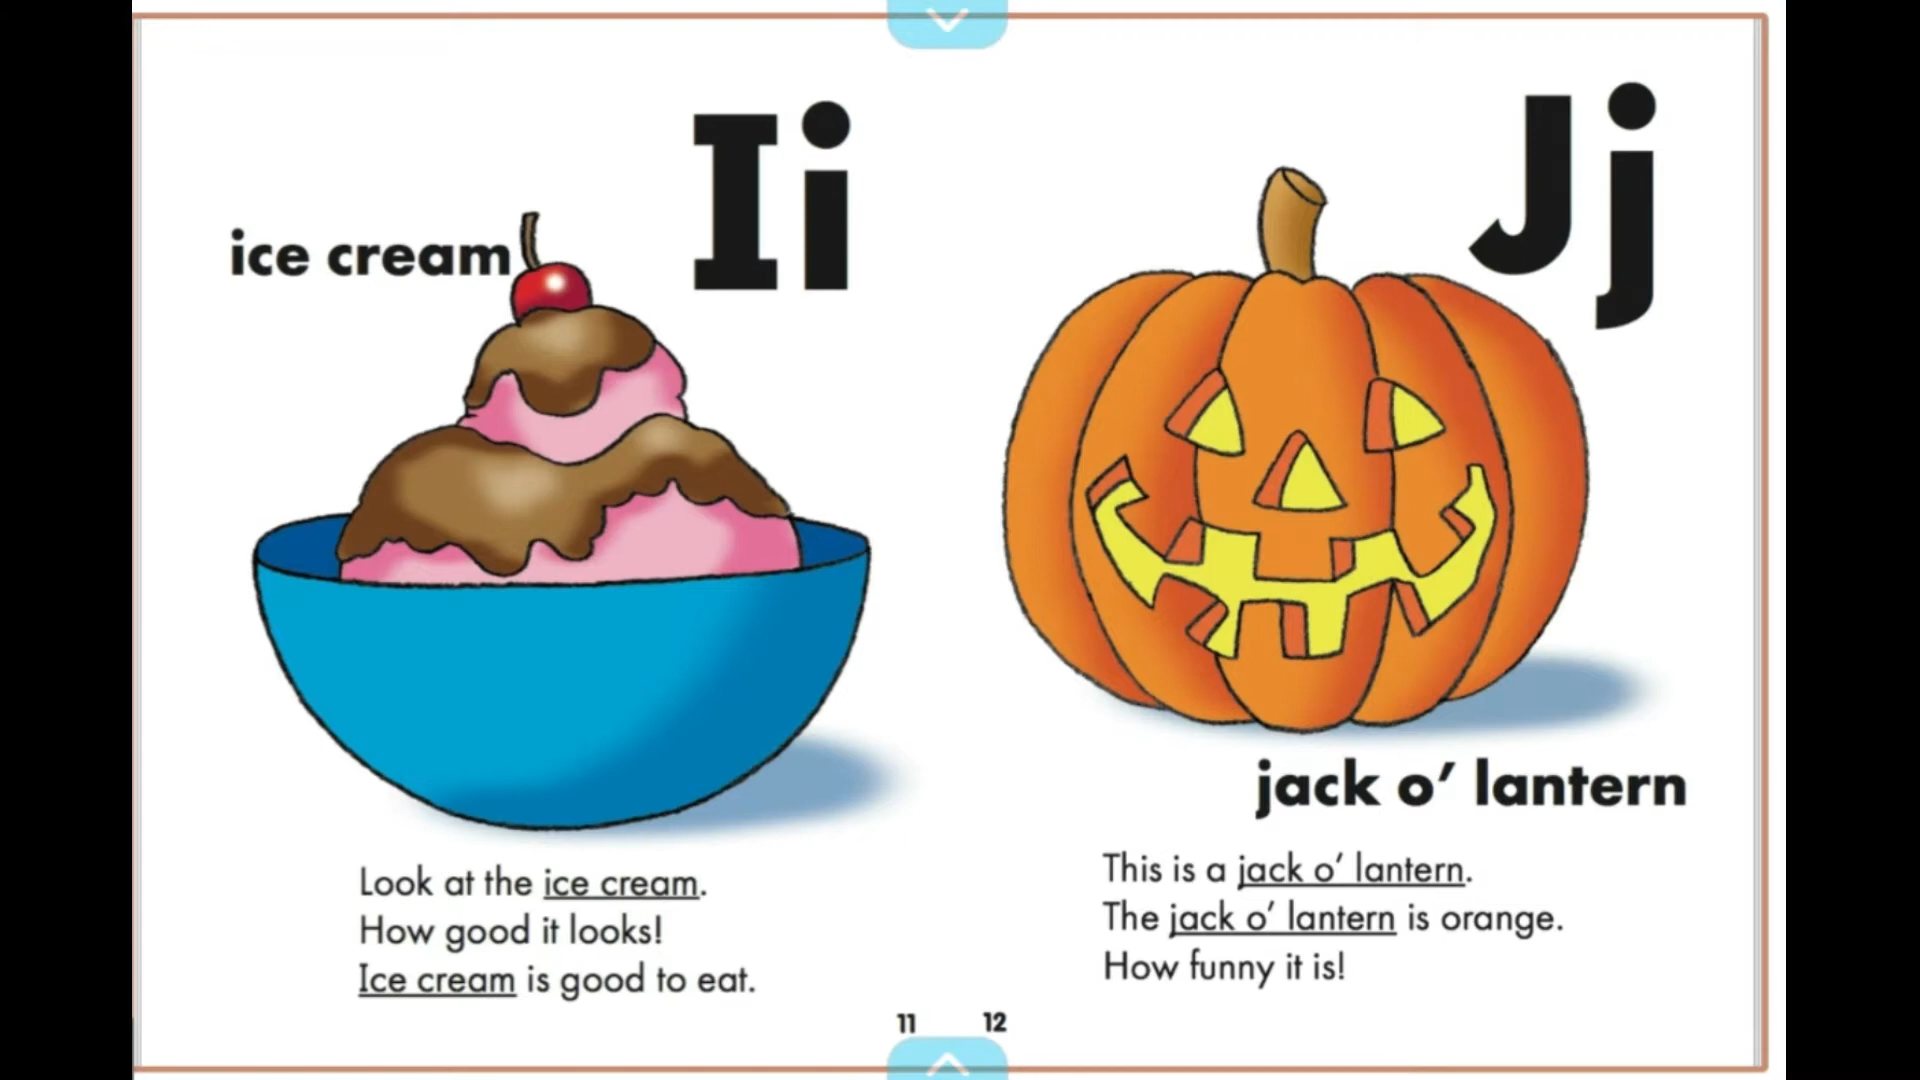 Ii
ice cream
Look at the ice cream.
How good it looks!
Ice cream is good to eat.
11
Jj
jack o’ lantern
This is a jack o’ lantern.
The jack o’ lantern is orange.
How funny it is!
12